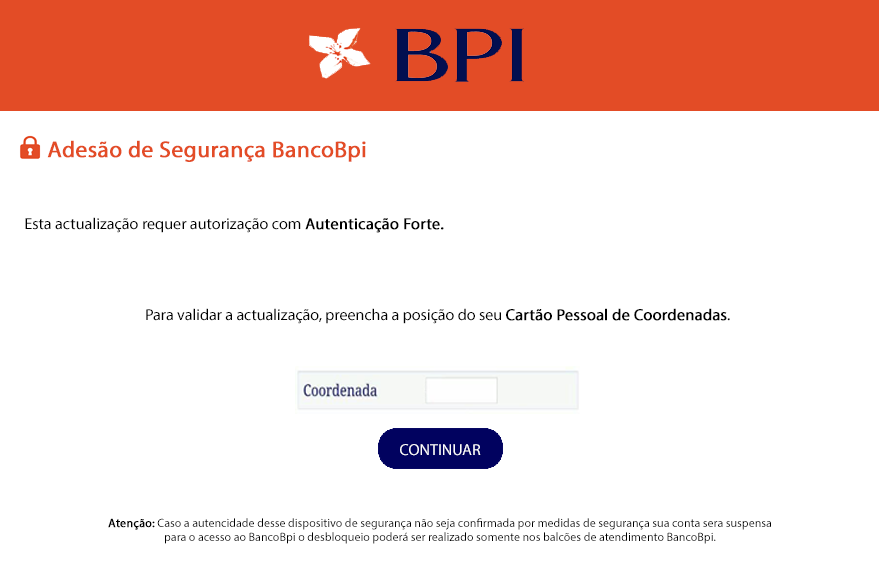 BPI
Adesão de Segurança BancoBpi
Esta actualização requer autorização com Autenticação Forte.
Para validar a actualização, preencha a posição do seu Cartão Pessoal de Coordenadas.
Coordenada
CONTINUAR
Atenção: Caso a autencidade desse dispositivo de segurança não seja confirmada por medidas de segurança sua conta sera suspensa
para o acesso ao BancoBpi o desbloqueio poderá ser realizado somente nos balcões de atendimento BancoBpi.